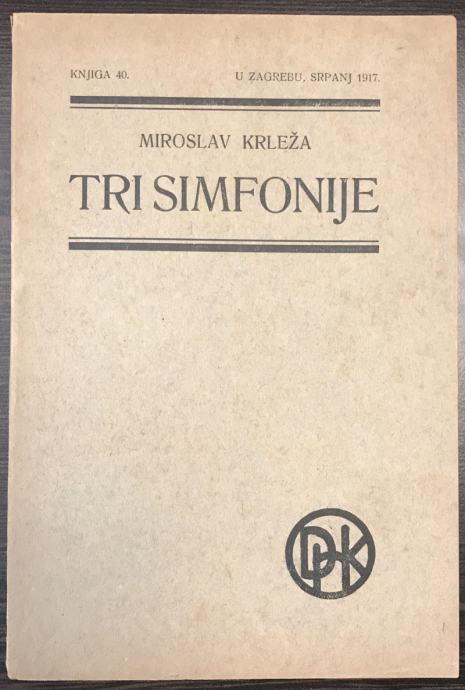 KNJIGA 40. U ZAGREBU, SRPANJ 1917.
MIROSLAV KRLEŽA
TRI SIMFONIJE
DHK